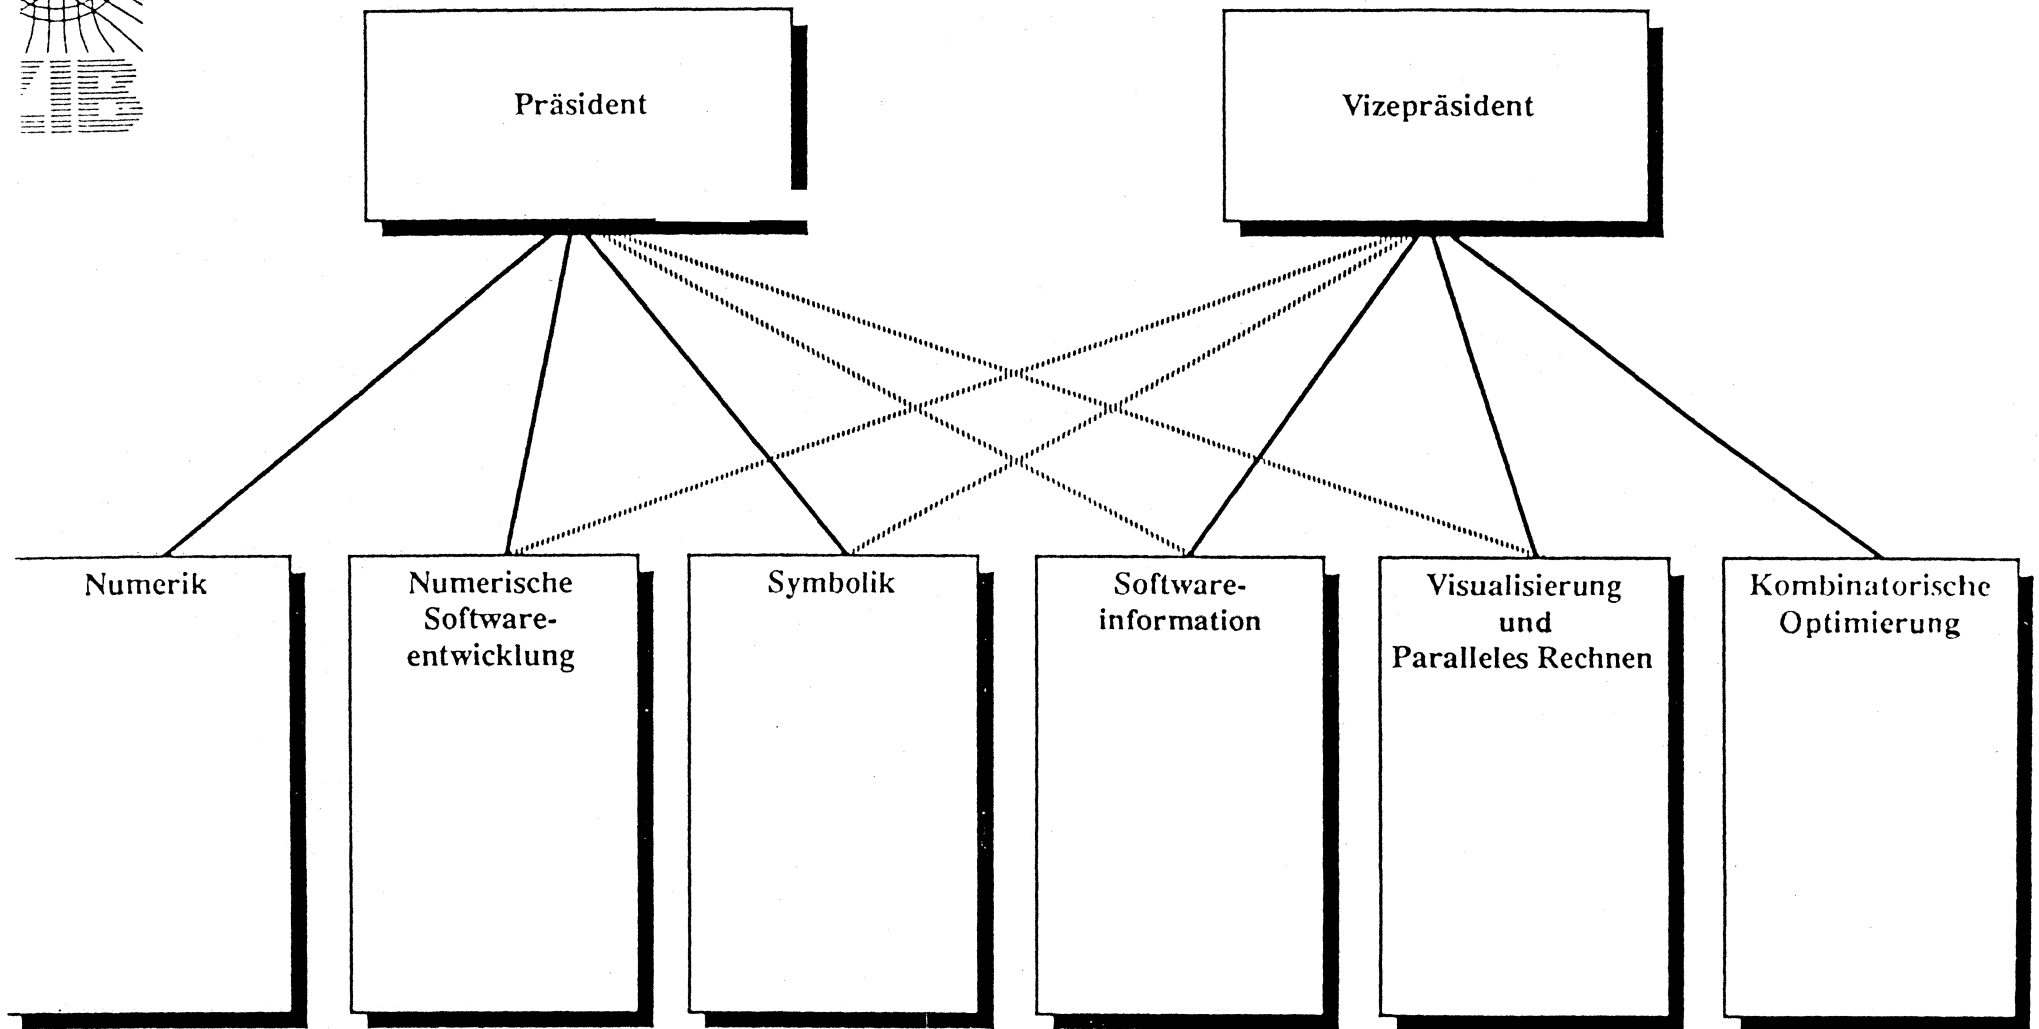 ZIB
Präsident
Vizepräsident
Numerik
Numerische
Software-
entwicklung
Symbolik
Software-
information
Visualisierung
und
Paralleles Rechnen
Kombinatorische
Optimierung